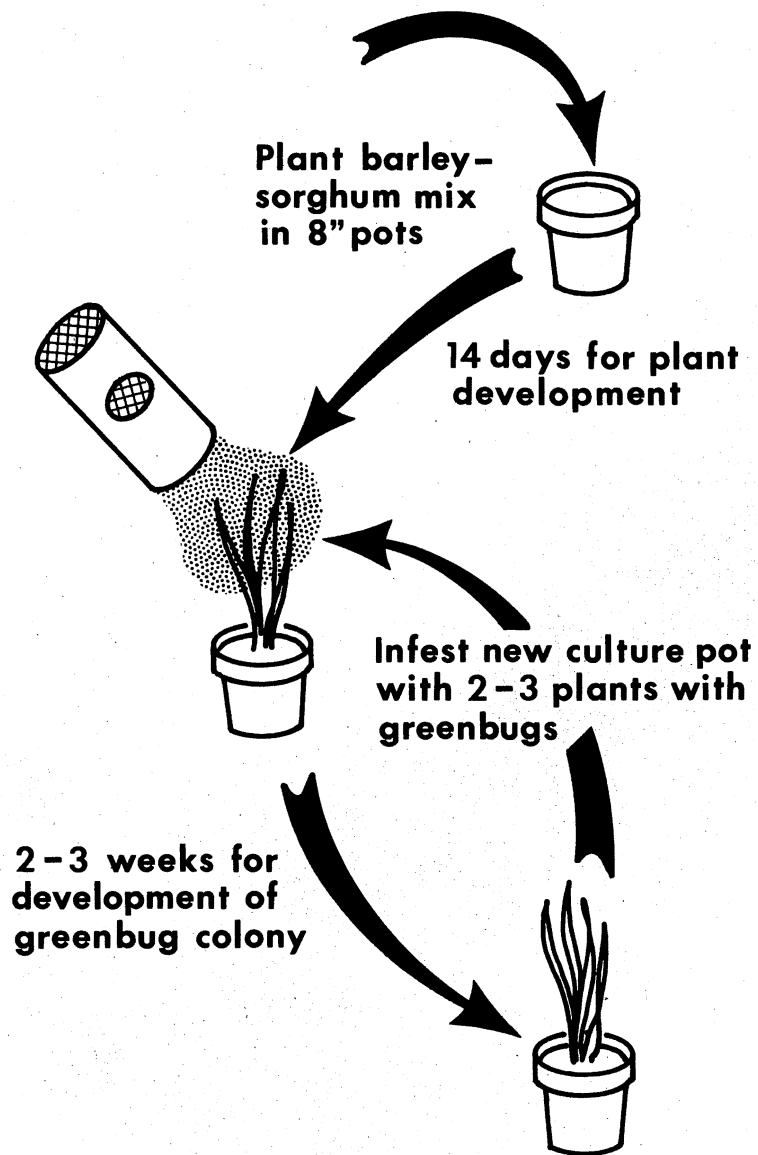 Plant barley–
sorghum mix
in 8" pots
14 days for plant
development
Infest new culture pot
with 2–3 plants with
greenbugs
2–3 weeks for
development of
greenbug colony